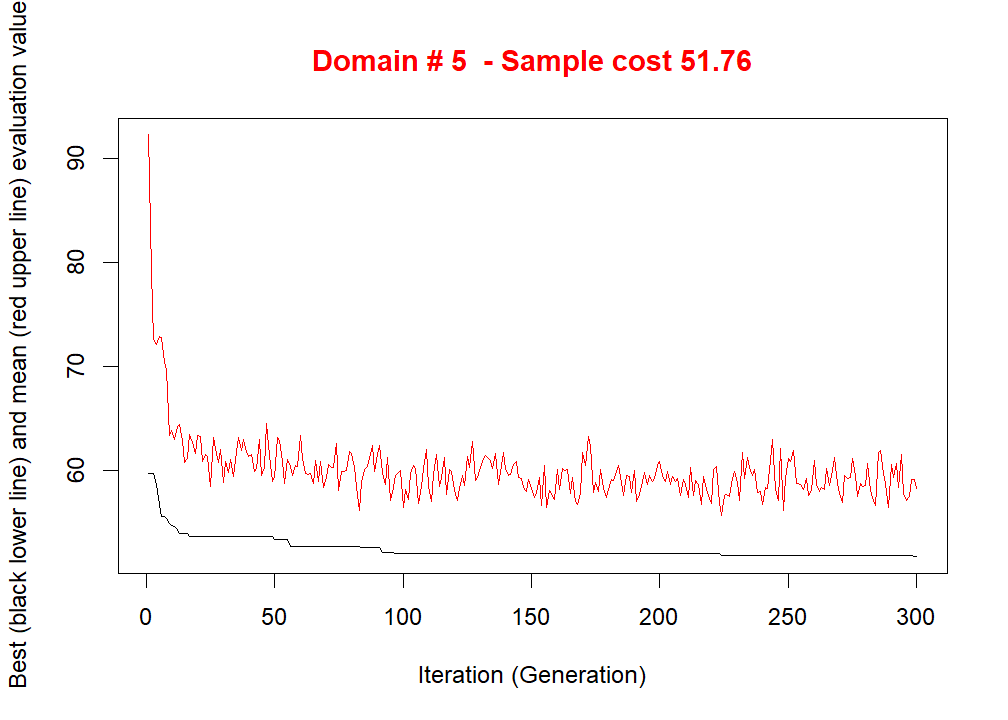 Domain # 5  - Sample cost 51.76
Best (black lower line) and mean (red upper line) evaluation value
90
80
70
60
0 50 100 150 200 250 300
Iteration (Generation)